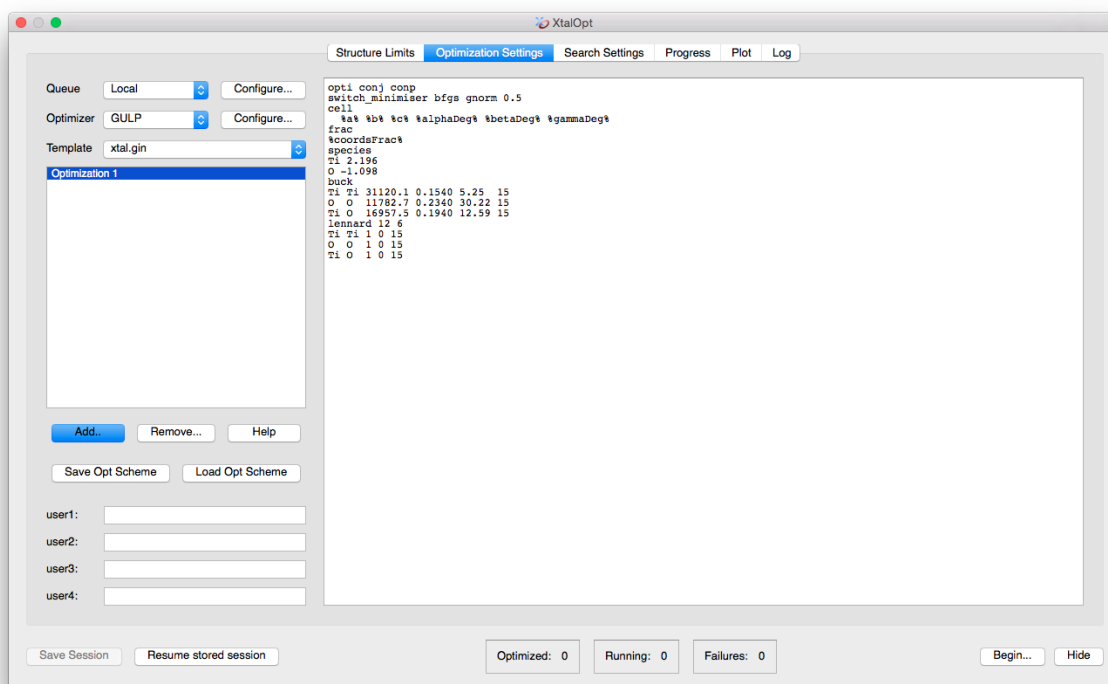 XtalOpt
Structure Limits Optimization Settings Search Settings Progress Plot Log
Queue Local Configure...
Optimizer GULP Configure...
Template xtal.gin
Optimization 1
Add.. Remove... Help
Save Opt Scheme Load Opt Scheme
user1:
user2:
user3:
user4:
opti conj conp
switch_minimiser bfgs gnorm 0.5
cell
%a% %b% %c% %alphaDeg% %betaDeg% %gammaDeg%
frac
%coordsFrac%
species
Ti 2.196
O -1.098
buck
Ti Ti 31120.1 0.1540 5.25 15
O O 11782.7 0.2340 30.22 15
Ti O 16957.5 0.1940 12.59 15
lennard 12 6
Ti Ti 1 0 15
O O 1 0 15
Ti O 1 0 15
Save Session Resume stored session Optimized: 0 Running: 0 Failures: 0 Begin... Hide